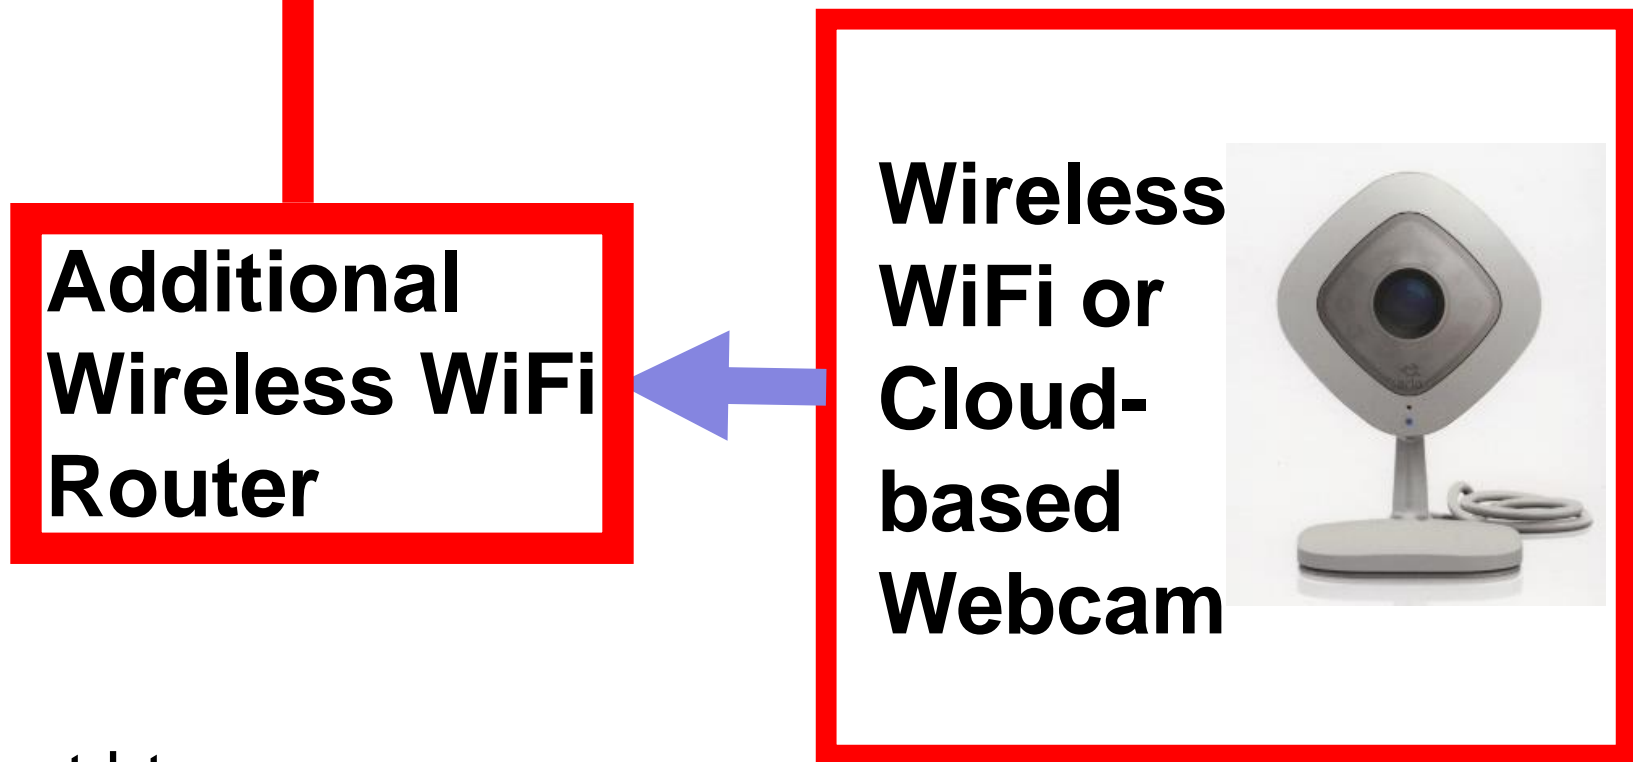 Additional
Wireless WiFi
Router
Wireless
WiFi or
Cloud-
based
Webcam